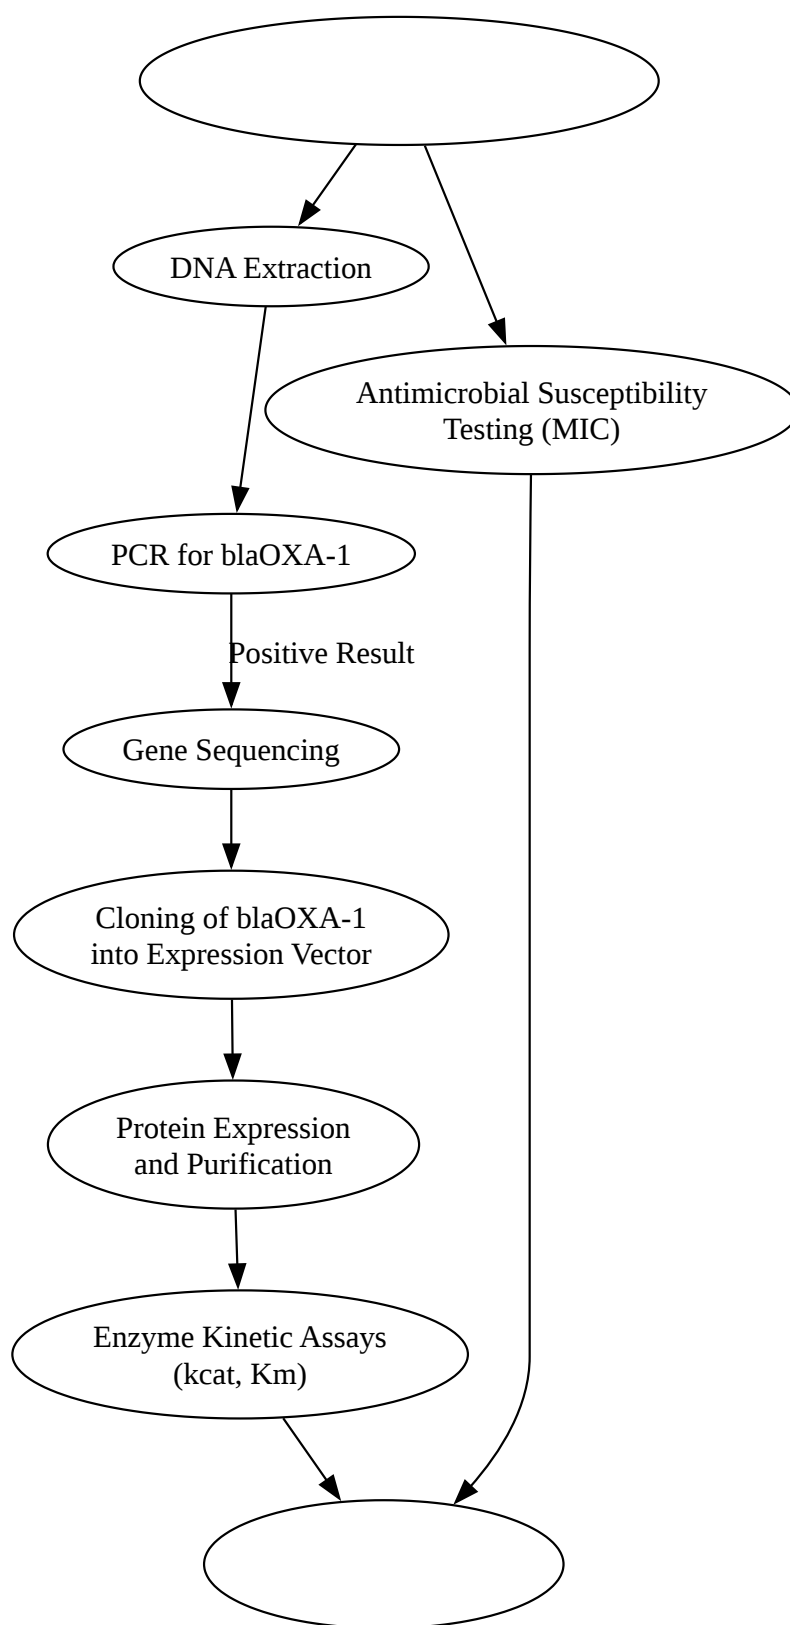 DNA Extraction
Antimicrobial Susceptibility
Testing (MIC)
PCR for blaOXA-1
Positive Result
Gene Sequencing
Cloning of blaOXA-1
into Expression Vector
Protein Expression
and Purification
Enzyme Kinetic Assays
(kcat, Km)